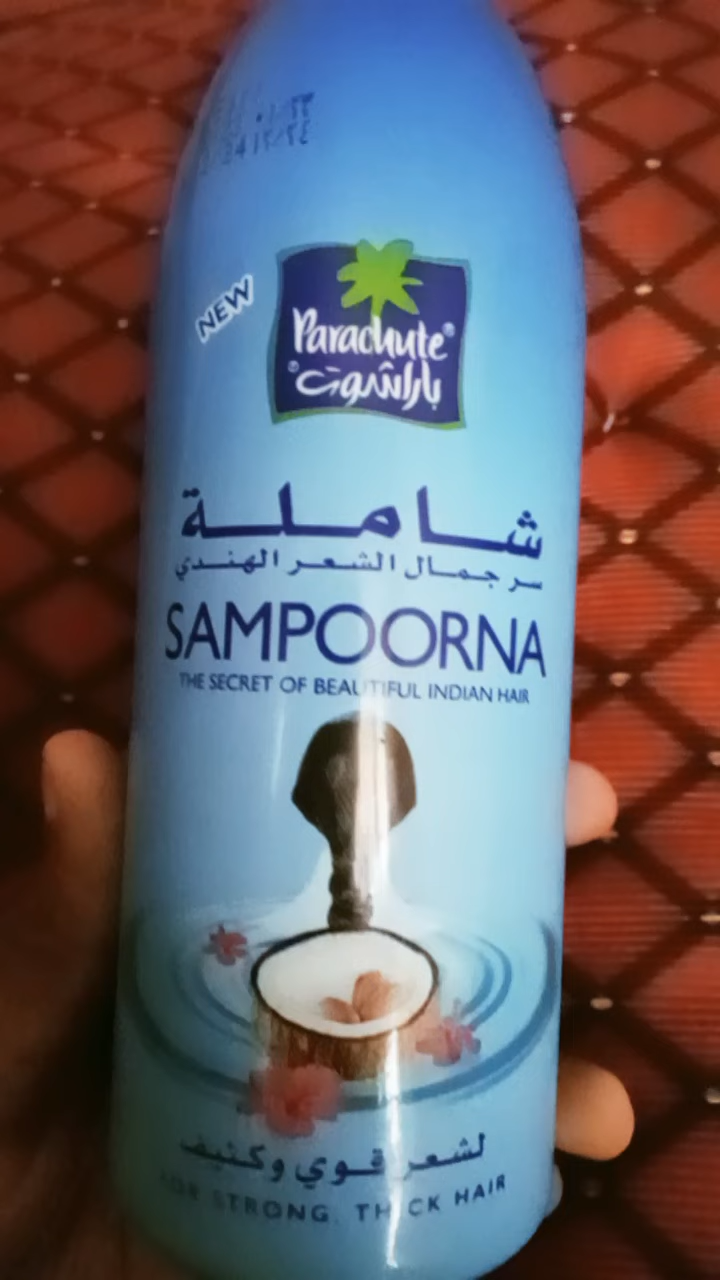 NEW
Parachute®
باراشوت®
شاملة
سر جمال الشعر الهندي
SAMPOORNA
THE SECRET OF BEAUTIFUL INDIAN HAIR
لشعر قوي وكثيف
FOR STRONG, THICK HAIR